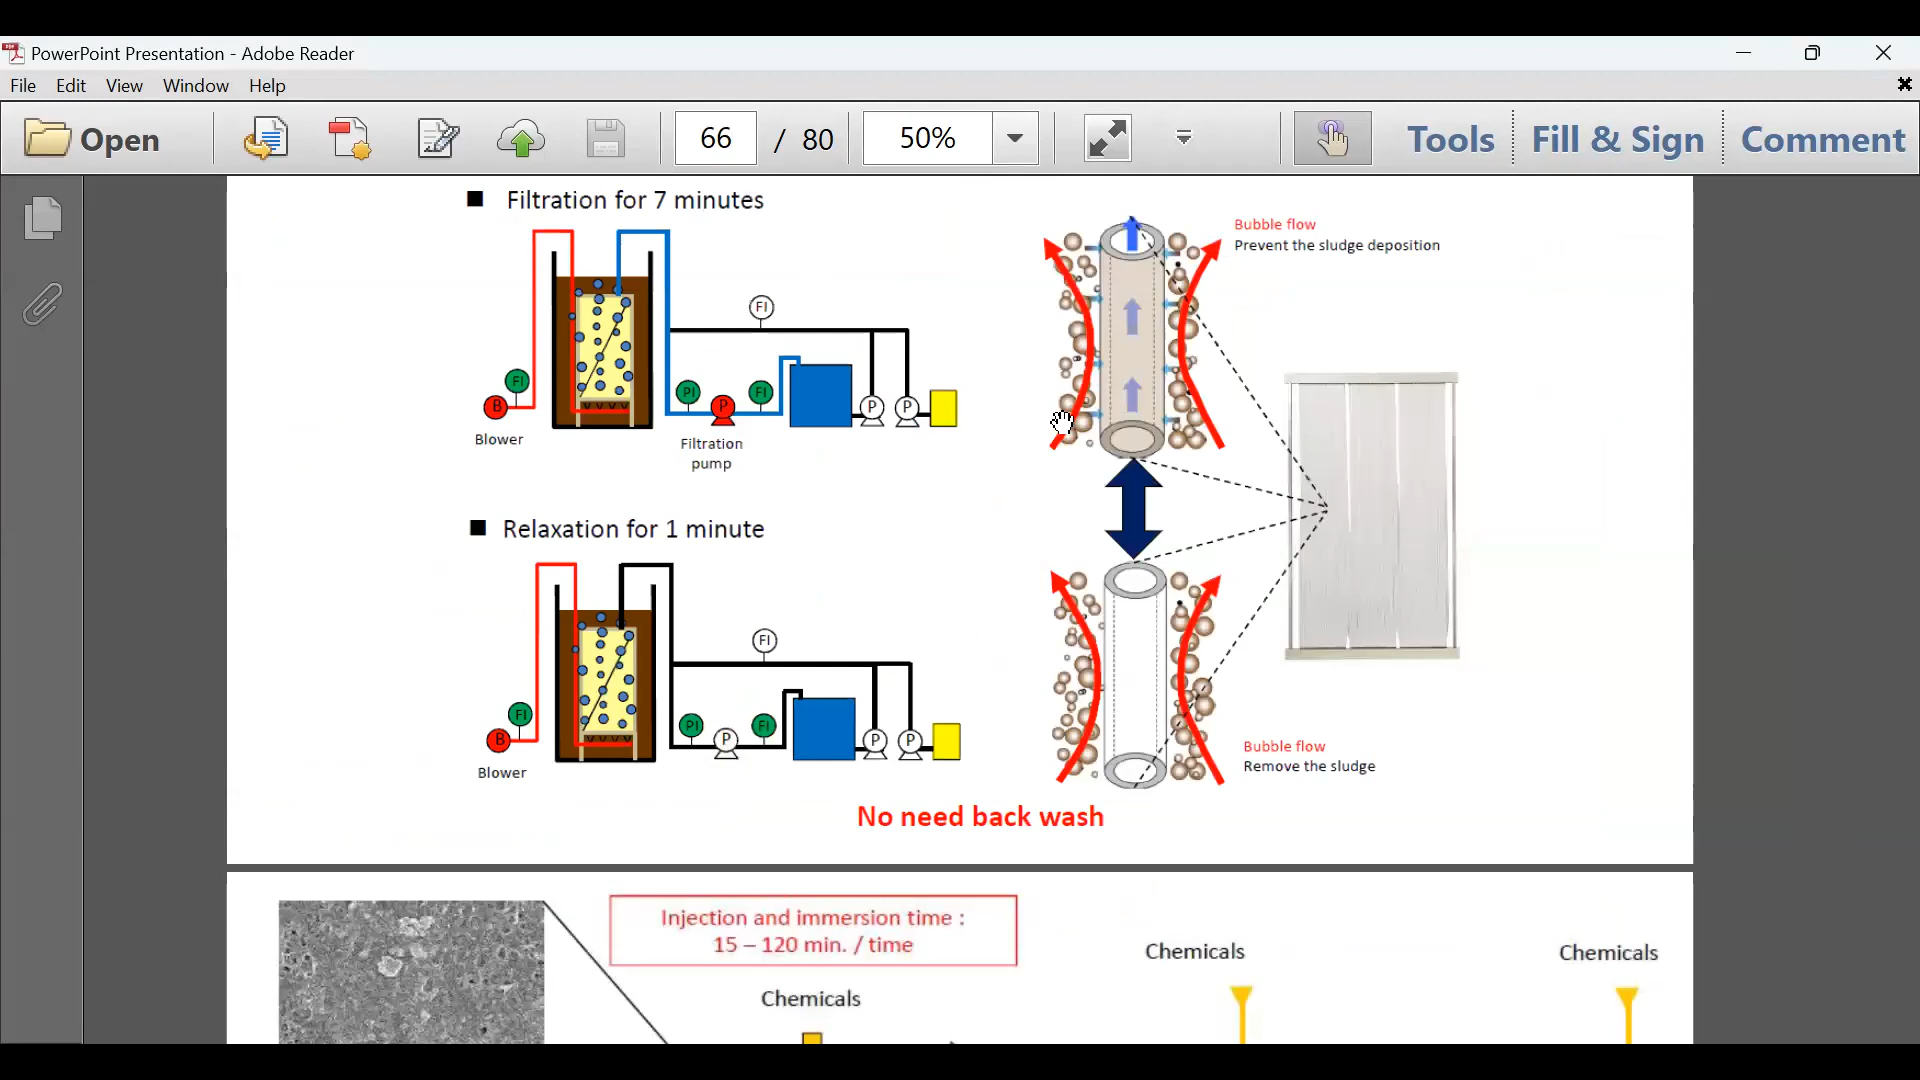 PowerPoint Presentation - Adobe Reader
File Edit View Window Help
Open 66 / 80 50% Tools Fill & Sign Comment
Filtration for 7 minutes
Bubble flow
Prevent the sludge deposition
FI
FI
PI
FI
B
P
P
P
Blower
Filtration
pump
Relaxation for 1 minute
FI
FI
PI
FI
B
P
P
P
Blower
Bubble flow
Remove the sludge
No need back wash
Injection and immersion time :
15 – 120 min. / time
Chemicals
Chemicals
Chemicals